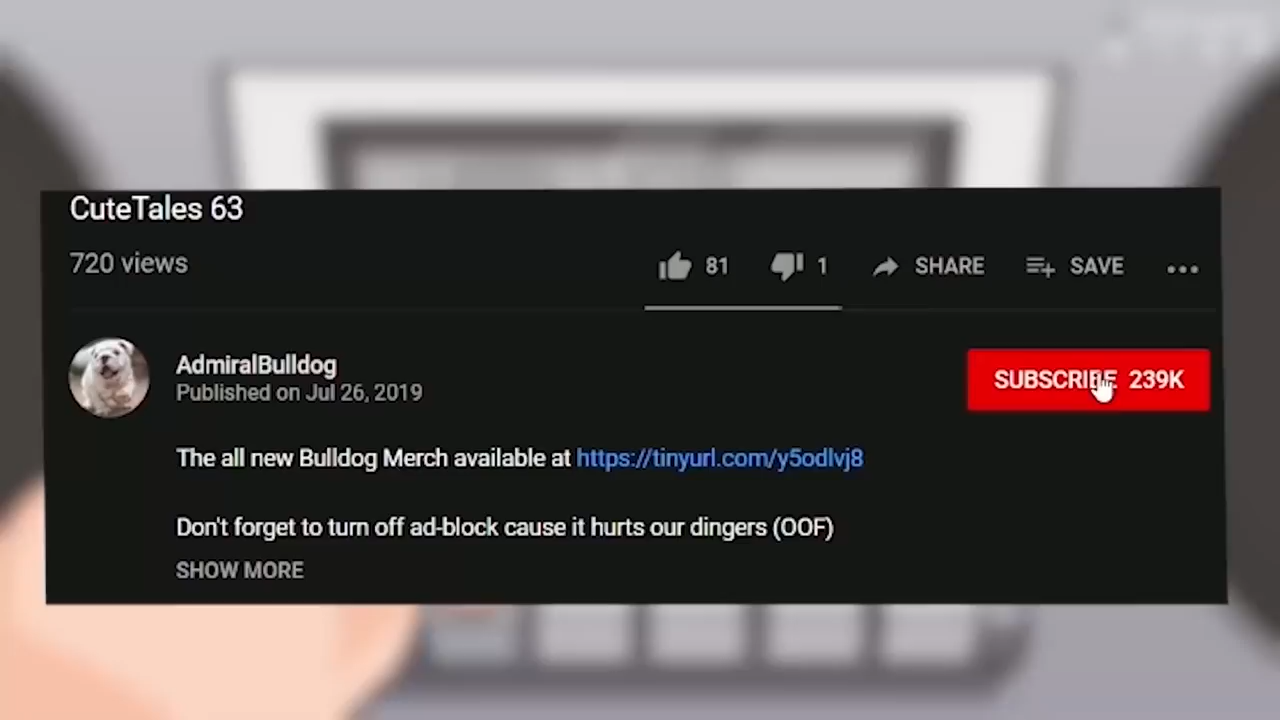 CuteTales 63
720 views
81 1 SHARE SAVE
AdmiralBulldog
Published on Jul 26, 2019
SUBSCRIBE 239K
The all new Bulldog Merch available at https://tinyurl.com/y5odlvj8
Don't forget to turn off ad-block cause it hurts our dingers (OOF)
SHOW MORE